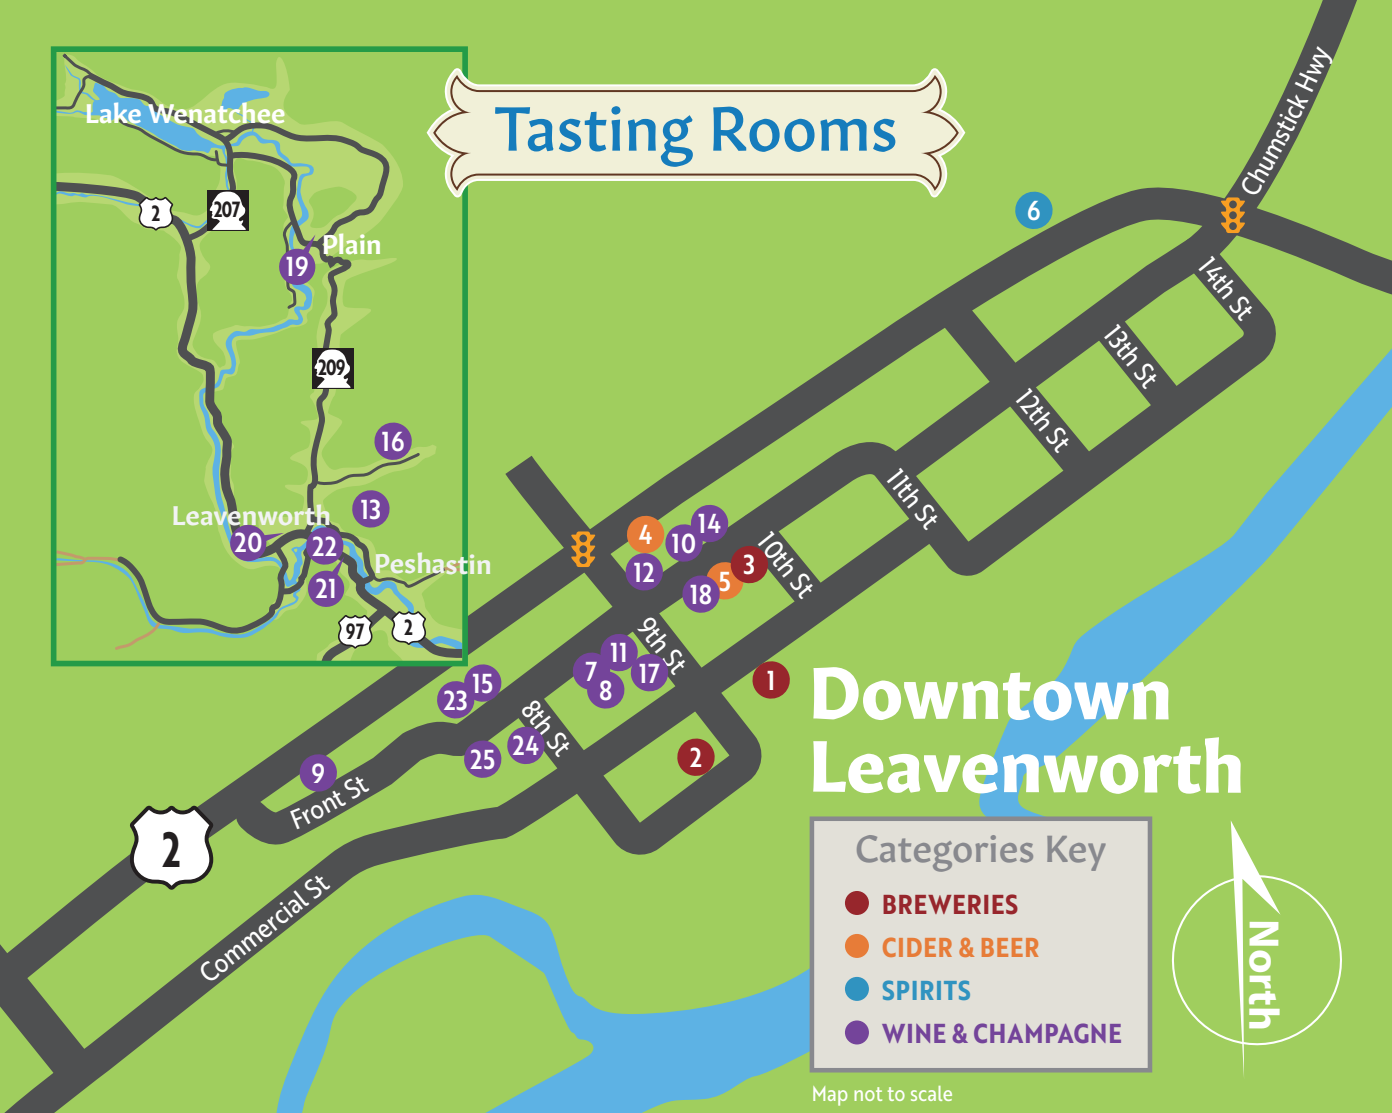 Tasting Rooms
Lake Wenatchee
2
207
19
Plain
209
16
13
Leavenworth
20
22
21
Peshastin
97
2
Chumstick Hwy
6
14th St
13th St
12th St
11th St
10th St
4
10
14
12
3
5
18
9th St
11
7
17
8
1
15
23
8th St
24
25
2
9
Front St
2
Commercial St
Downtown
Leavenworth
Categories Key
BREWERIES
CIDER & BEER
SPIRITS
WINE & CHAMPAGNE
North
Map not to scale